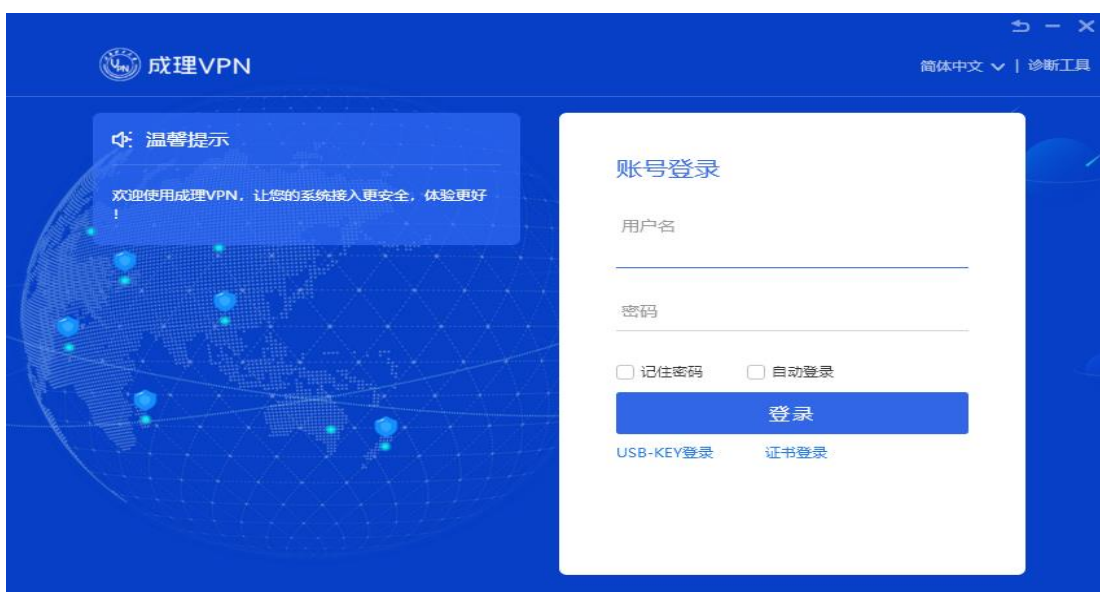 成理VPN
简体中文 | 诊断工具
温馨提示
欢迎使用成理VPN，让您的系统接入更安全，体验更好
！
账号登录
用户名
密码
记住密码 自动登录
登录
USB-KEY登录 证书登录